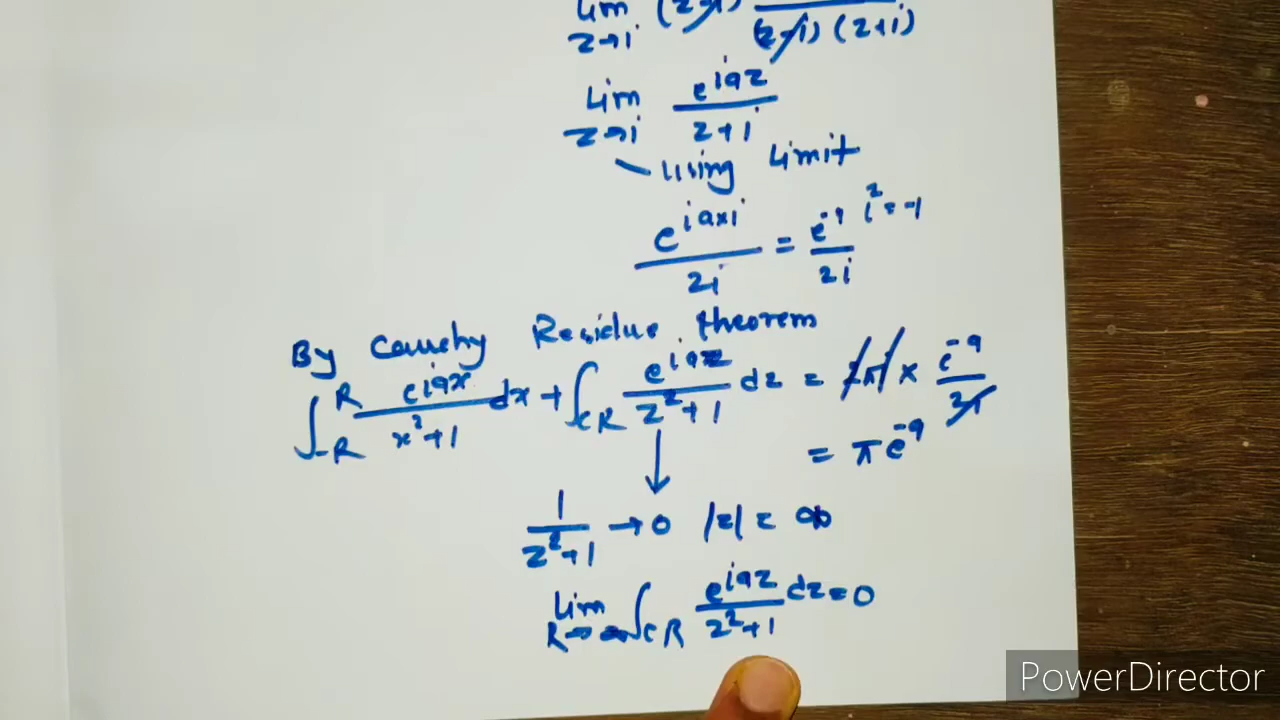 Lim (z-i)
z→i (z-i) (z+i)
Lim e^{iaz}
z→i z+i
using Limit
e^{iaxi} / 2i = e^{-a} / 2i i² = -1
By Cauchy Residue theorem
∫_{-R}^{R} e^{iax} / x²+1 dx + ∫_{CR} e^{iaz} / z²+1 dz = 2πi × e^{-a} / 2i
= πe^{-a}
1 / z²+1 → 0 |z| = ∞
Lim R→∞ ∫_{CR} e^{iaz} / z²+1 dz = 0
PowerDirector